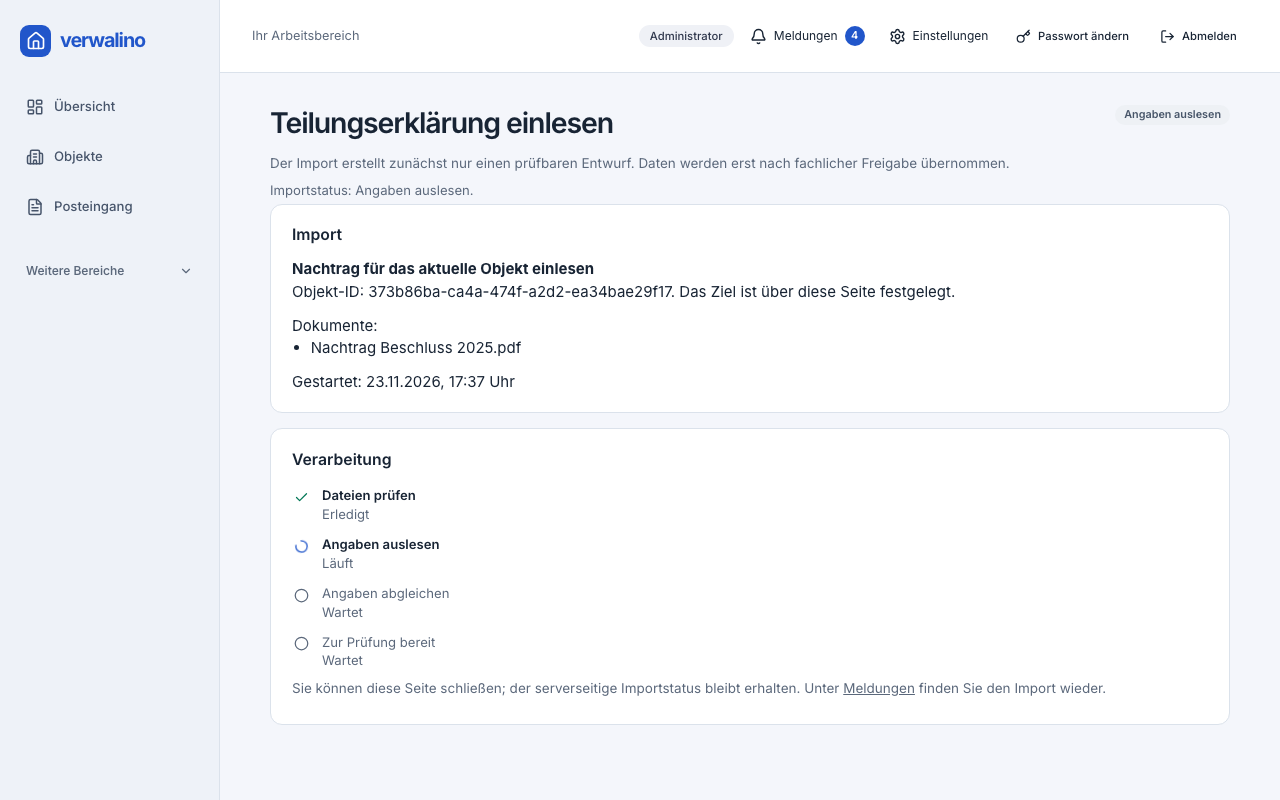 verwalino
Ihr Arbeitsbereich
Administrator
Meldungen 4
Einstellungen
Passwort ändern
Abmelden
Übersicht
Objekte
Posteingang
Weitere Bereiche
Teilungserklärung einlesen
Angaben auslesen
Der Import erstellt zunächst nur einen prüfbaren Entwurf. Daten werden erst nach fachlicher Freigabe übernommen.
Importstatus: Angaben auslesen.
Import
Nachtrag für das aktuelle Objekt einlesen
Objekt-ID: 373b86ba-ca4a-474f-a2d2-ea34bae29f17. Das Ziel ist über diese Seite festgelegt.
Dokumente:
• Nachtrag Beschluss 2025.pdf
Gestartet: 23.11.2026, 17:37 Uhr
Verarbeitung
Dateien prüfen
Erledigt
Angaben auslesen
Läuft
Angaben abgleichen
Wartet
Zur Prüfung bereit
Wartet
Sie können diese Seite schließen; der serverseitige Importstatus bleibt erhalten. Unter Meldungen finden Sie den Import wieder.